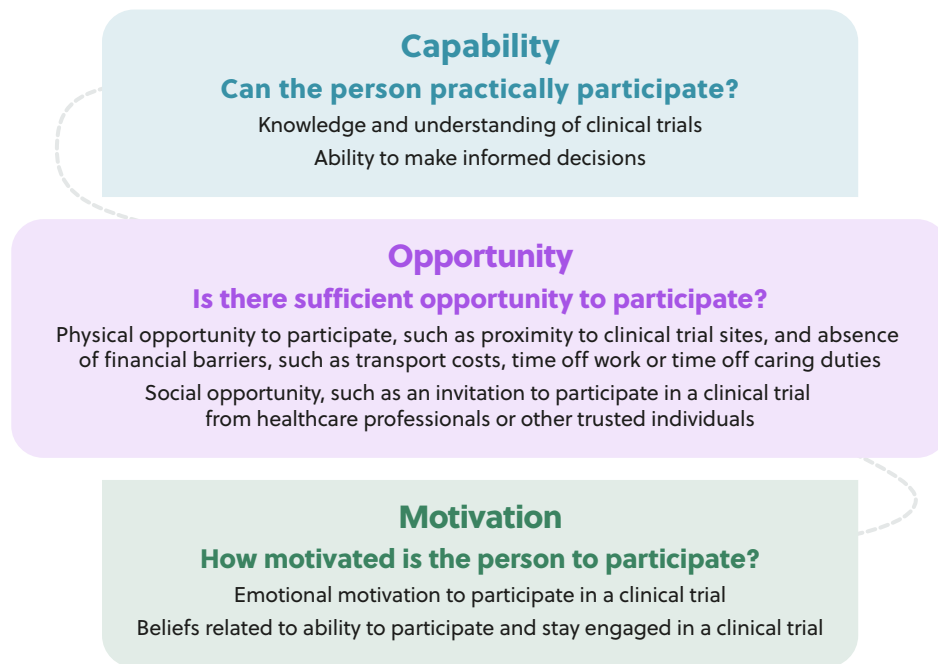 Capability
Can the person practically participate?
Knowledge and understanding of clinical trials
Ability to make informed decisions
Opportunity
Is there sufficient opportunity to participate?
Physical opportunity to participate, such as proximity to clinical trial sites, and absence
of financial barriers, such as transport costs, time off work or time off caring duties
Social opportunity, such as an invitation to participate in a clinical trial
from healthcare professionals or other trusted individuals
Motivation
How motivated is the person to participate?
Emotional motivation to participate in a clinical trial
Beliefs related to ability to participate and stay engaged in a clinical trial